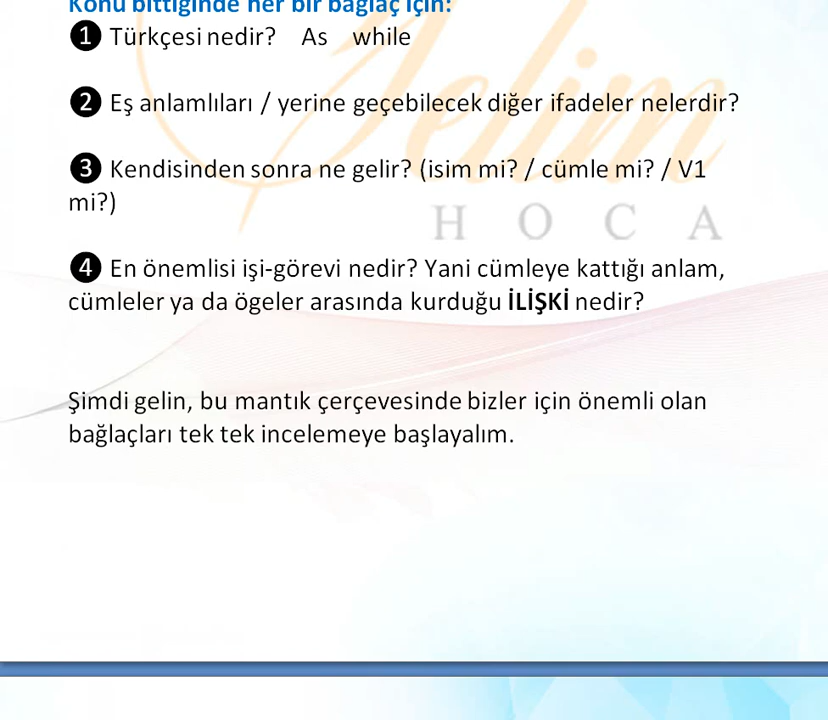 Konu bittiğinde her bir bağlaç için:
❶ Türkçesi nedir? As while
❷ Eş anlamlıları / yerine geçebilecek diğer ifadeler nelerdir?
❸ Kendisinden sonra ne gelir? (isim mi? / cümle mi? / V1
mi?)
Selim
HOCA
❹ En önemlisi işi-görevi nedir? Yani cümleye kattığı anlam,
cümleler ya da ögeler arasında kurduğu İLİŞKİ nedir?
Şimdi gelin, bu mantık çerçevesinde bizler için önemli olan
bağlaçları tek tek incelemeye başlayalım.